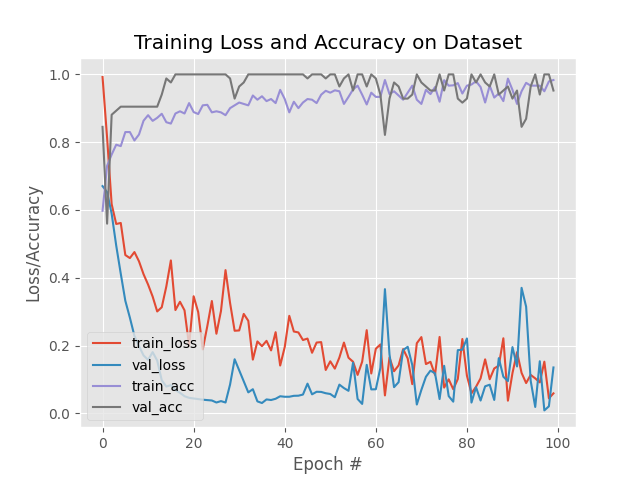 Training Loss and Accuracy on Dataset
1.0
0.8
0.6
0.4
0.2
0.0
Loss/Accuracy
train_loss
val_loss
train_acc
val_acc
0 20 40 60 80 100
Epoch #